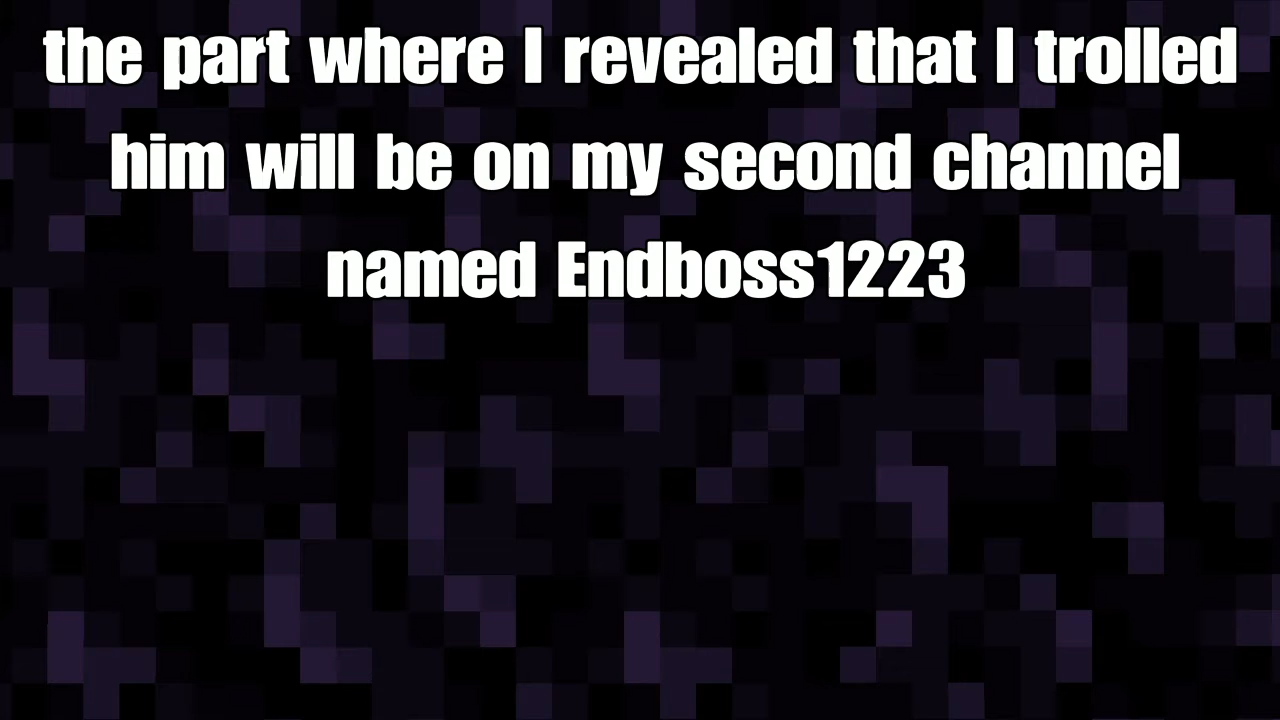 the part where I revealed that I trolled
him will be on my second channel
named Endboss1223